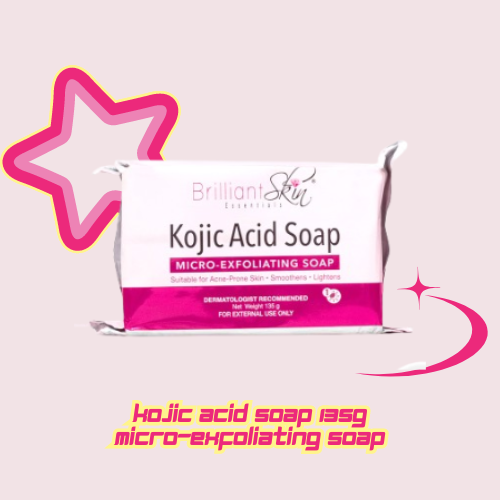 Brilliant Skin®
Essentials
Kojic Acid Soap
MICRO-EXFOLIATING SOAP
Suitable for Acne-Prone Skin • Smoothens • Lightens
DERMATOLOGIST RECOMMENDED
Net Weight 135 g
FOR EXTERNAL USE ONLY
kojic acid soap 135g
micro-exfoliating soap